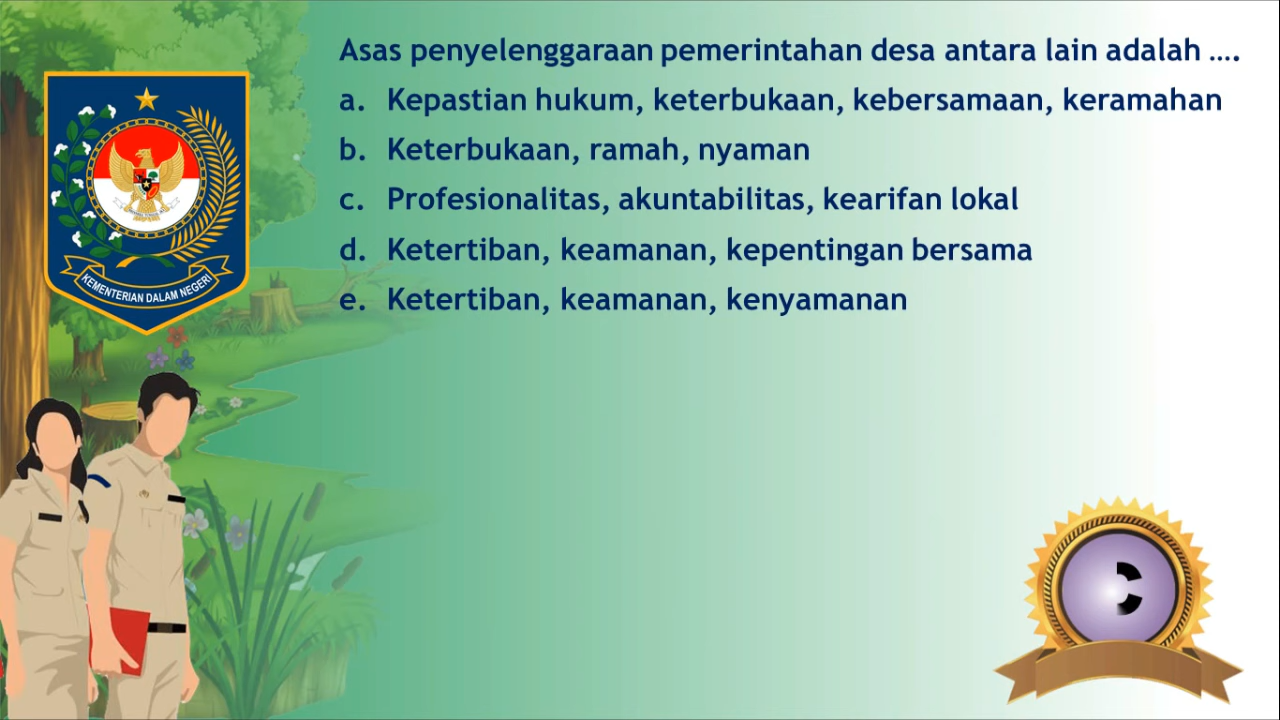 Asas penyelenggaraan pemerintahan desa antara lain adalah ….
a. Kepastian hukum, keterbukaan, kebersamaan, keramahan
b. Keterbukaan, ramah, nyaman
c. Profesionalitas, akuntabilitas, kearifan lokal
d. Ketertiban, keamanan, kepentingan bersama
e. Ketertiban, keamanan, kenyamanan
KEMENTERIAN DALAM NEGERI